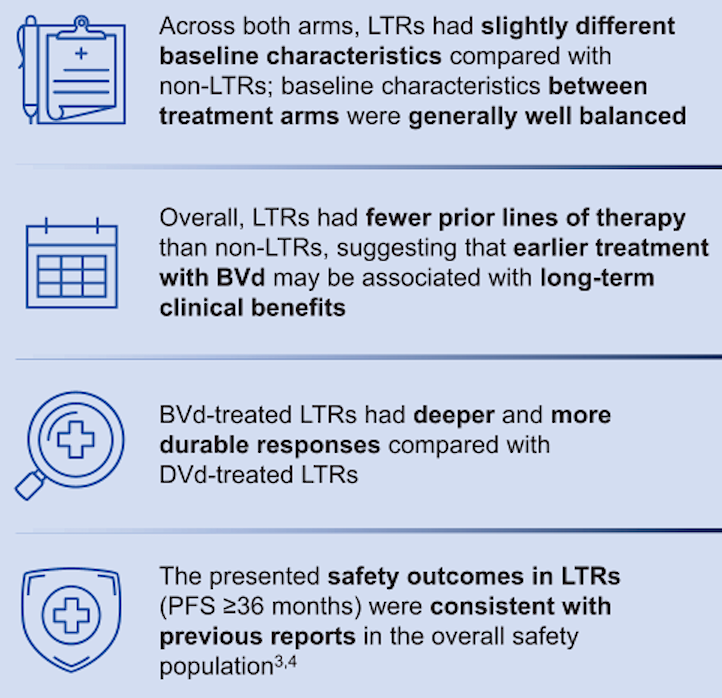 Across both arms, LTRs had slightly different
baseline characteristics compared with
non-LTRs; baseline characteristics between
treatment arms were generally well balanced
Overall, LTRs had fewer prior lines of therapy
than non-LTRs, suggesting that earlier treatment
with BVd may be associated with long-term
clinical benefits
BVd-treated LTRs had deeper and more
durable responses compared with
DVd-treated LTRs
The presented safety outcomes in LTRs
(PFS ≥36 months) were consistent with
previous reports in the overall safety
population³,⁴